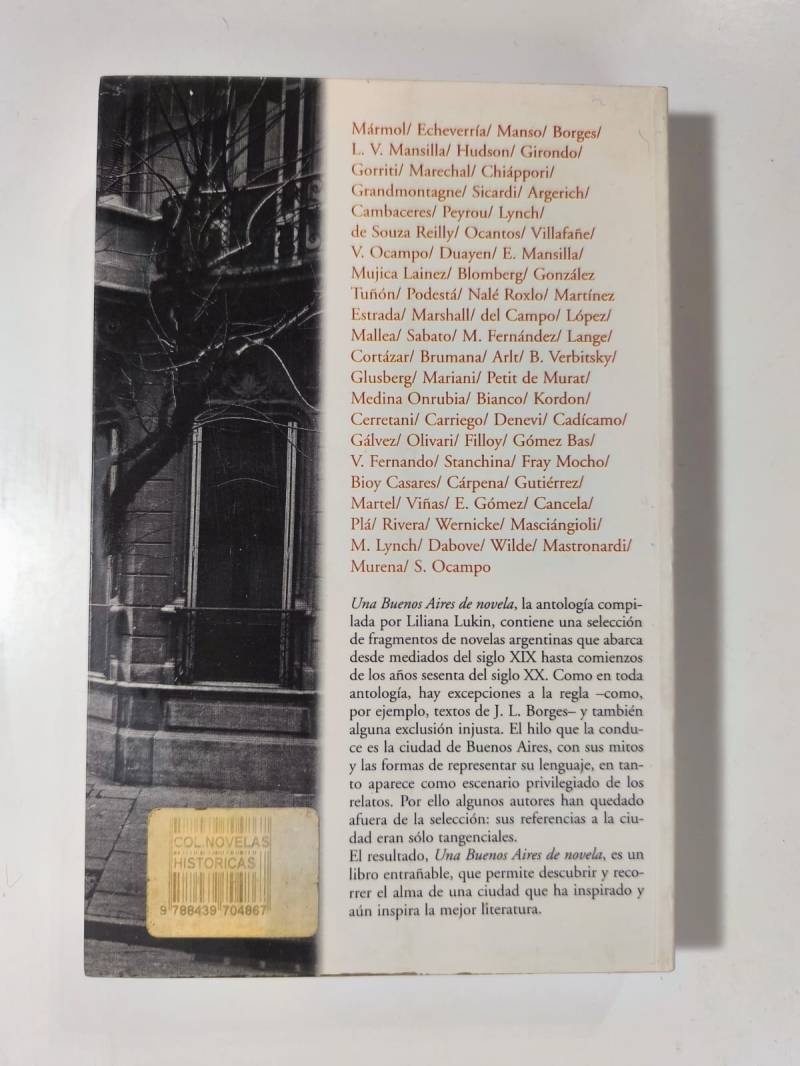 Mármol/ Echeverría/ Manso/ Borges/
L. V. Mansilla/ Hudson/ Girondo/
Gorriti/ Marechal/ Chiáppori/
Grandmontagne/ Sicardi/ Argerich/
Cambaceres/ Peyrou/ Lynch/
de Souza Reilly/ Ocantos/ Villafañe/
V. Ocampo/ Duayen/ E. Mansilla/
Mujica Lainez/ Blomberg/ González
Tuñón/ Podestá/ Nalé Roxlo/ Martínez
Estrada/ Marshall/ del Campo/ López/
Mallea/ Sabato/ M. Fernández/ Lange/
Cortázar/ Brumana/ Arlt/ B. Verbitsky/
Glusberg/ Mariani/ Petit de Murat/
Medina Onrubia/ Bianco/ Kordon/
Cerretani/ Carriego/ Denevi/ Cadícamo/
Gálvez/ Olivari/ Filloy/ Gómez Bas/
V. Fernando/ Stanchina/ Fray Mocho/
Bioy Casares/ Cárpena/ Gutiérrez/
Martel/ Viñas/ E. Gómez/ Cancela/
Plá/ Rivera/ Wernicke/ Masciángioli/
M. Lynch/ Dabove/ Wilde/ Mastronardi/
Murena/ S. Ocampo
Una Buenos Aires de novela, la antología compi-
lada por Liliana Lukin, contiene una selección
de fragmentos de novelas argentinas que abarca
desde mediados del siglo XIX hasta comienzos
de los años sesenta del siglo XX. Como en toda
antología, hay excepciones a la regla –como,
por ejemplo, textos de J. L. Borges– y también
alguna exclusión injusta. El hilo que la condu-
ce es la ciudad de Buenos Aires, con sus mitos
y las formas de representar su lenguaje, en tan-
to aparece como escenario privilegiado de los
relatos. Por ello algunos autores han quedado
afuera de la selección: sus referencias a la ciu-
dad eran sólo tangenciales.
El resultado, Una Buenos Aires de novela, es un
libro entrañable, que permite descubrir y reco-
rrer el alma de una ciudad que ha inspirado y
aún inspira la mejor literatura.
COL.NOVELAS
HISTORICAS
9 788439 704867